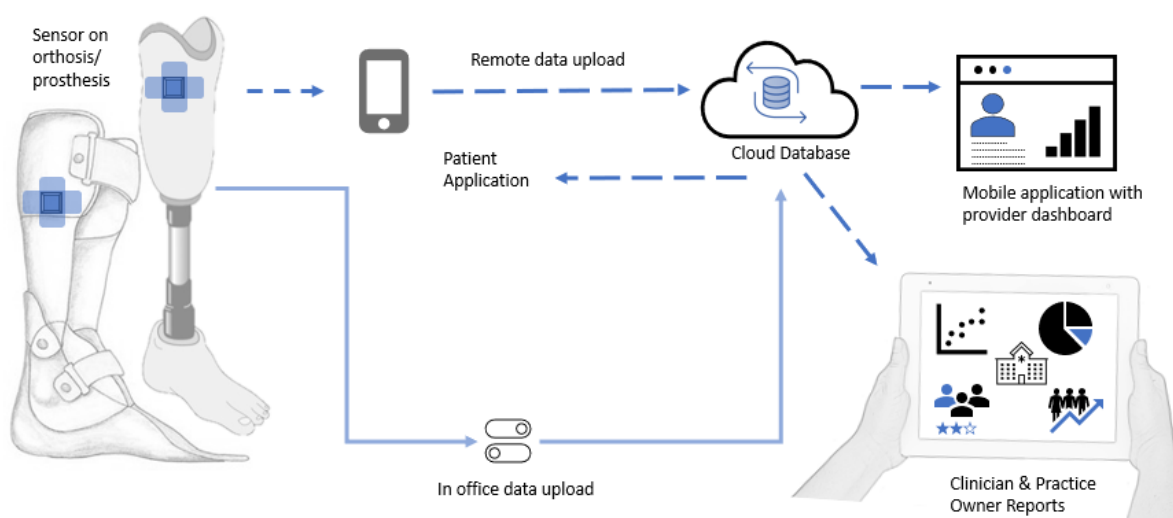 Sensor on
orthosis/
prosthesis
Remote data upload
Cloud Database
Patient
Application
Mobile application with
provider dashboard
In office data upload
Clinician & Practice
Owner Reports